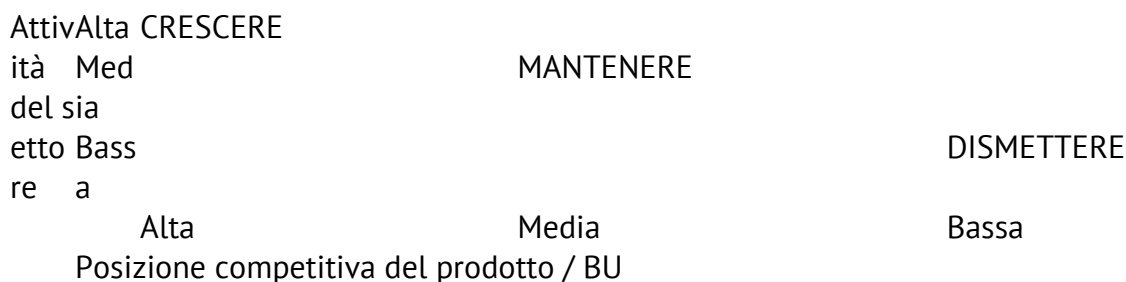 AttivAlta CRESCERE
ità Med MANTENERE
del sia
etto Bass DISMETTERE
re a
Alta Media Bassa
Posizione competitiva del prodotto / BU